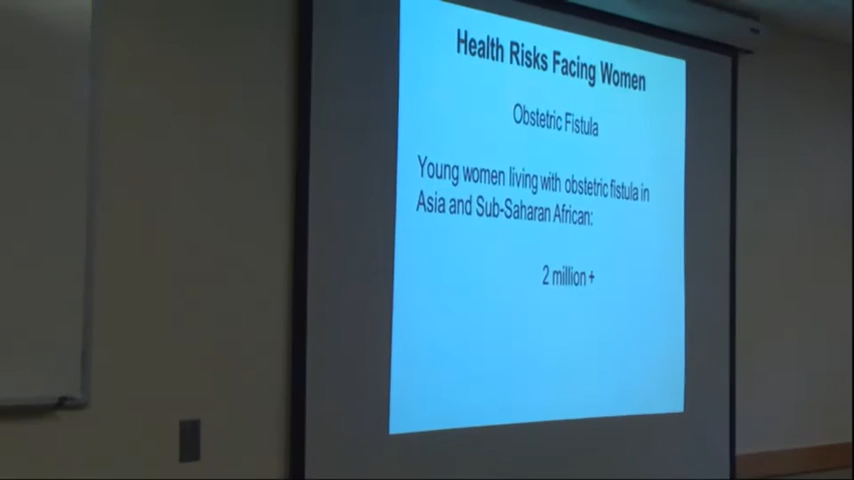 Health Risks Facing Women
Obstetric Fistula
Young women living with obstetric fistula in
Asia and Sub-Saharan African:
2 million +